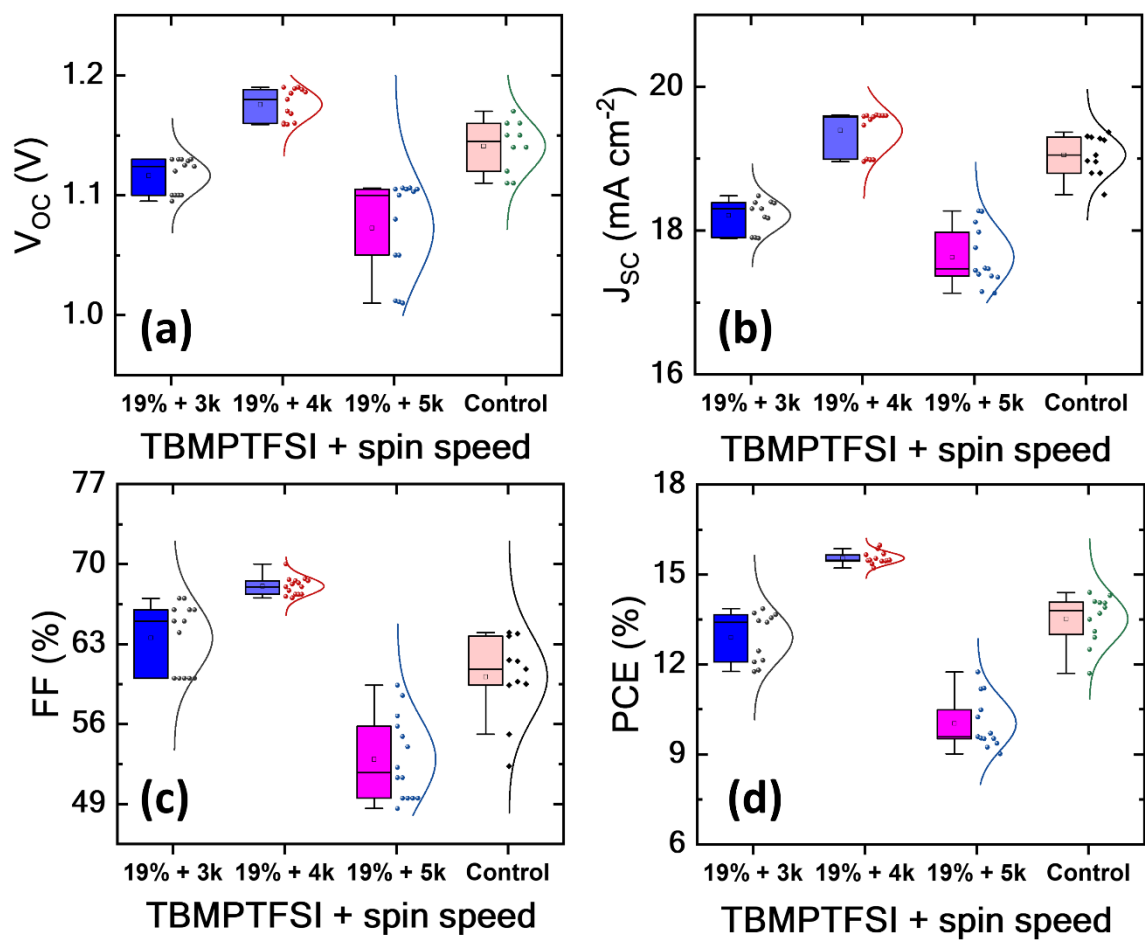 V_OC (V)
1.2
1.1
1.0
(a)
19% + 3k 19% + 4k 19% + 5k Control
TBMPTFSI + spin speed
J_SC (mA cm⁻²)
20
18
16
(b)
19% + 3k 19% + 4k 19% + 5k Control
TBMPTFSI + spin speed
FF (%)
77
70
63
56
49
(c)
19% + 3k 19% + 4k 19% + 5k Control
TBMPTFSI + spin speed
PCE (%)
18
15
12
9
6
(d)
19% + 3k 19% + 4k 19% + 5k Control
TBMPTFSI + spin speed